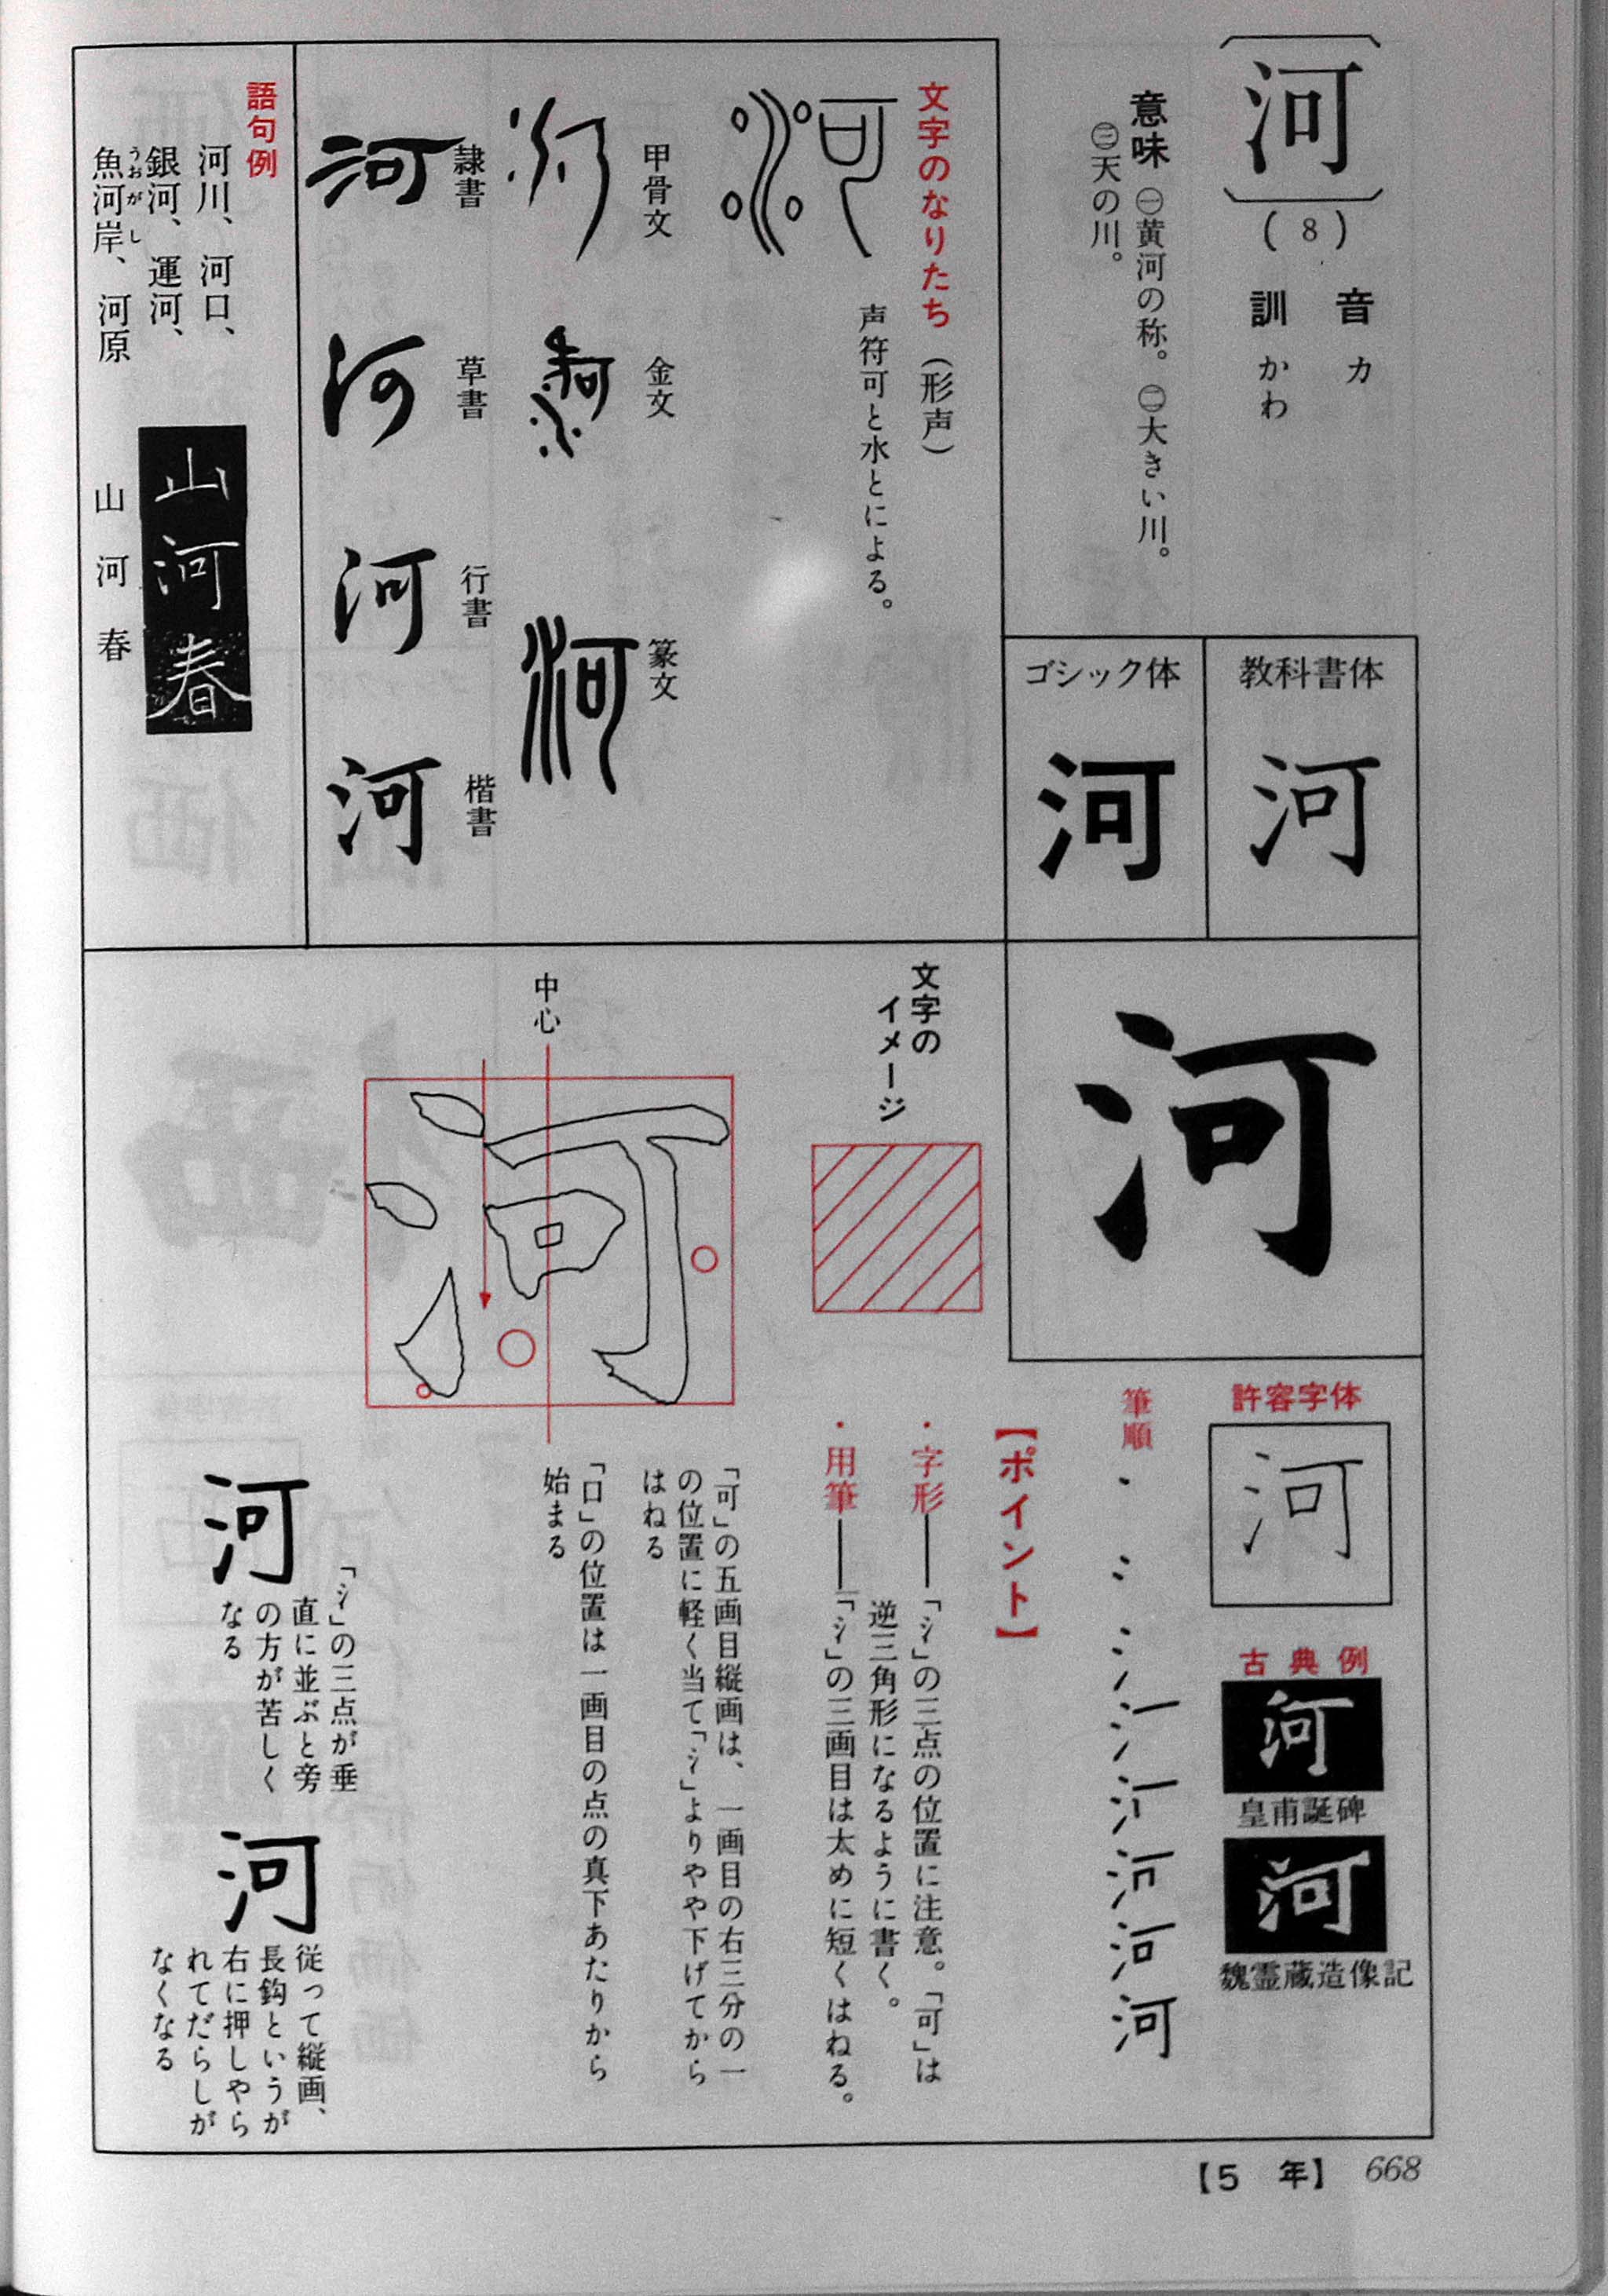 河
（8）
音 カ
訓 かわ
意味 ㊀黄河の称。㊁大きい川。
㊂天の川。
教科書体
河
ゴシック体
河
文字のなりたち（形声）
河
声符可と水とによる。
甲骨文
金文
篆文
河
隷書
草書
行書
楷書
河
河
河
河
語句例
河川、河口、
銀河、運河、
うおがし
魚河岸、河原
山河春
山河春
河
許容字体
河
古典例
河
皇甫誕碑
河
魏霊蔵造像記
筆順
河
【ポイント】
・字形――「氵」の三点の位置に注意。「可」は
逆三角形になるように書く。
・用筆――「氵」の三画目は太めに短くはねる。
「可」の五画目縦画は、一画目の右三分の一
の位置に軽く当て「氵」よりやや下げてから
はねる
「口」の位置は一画目の点の真下あたりから
始まる
文字の
イメージ
中心
河
河
「氵」の三点が垂
直に並ぶと旁
の方が苦しく
なる
河
従って縦画、
長鈎というが
右に押しやら
れてだらしが
なくなる
【5 年】 668